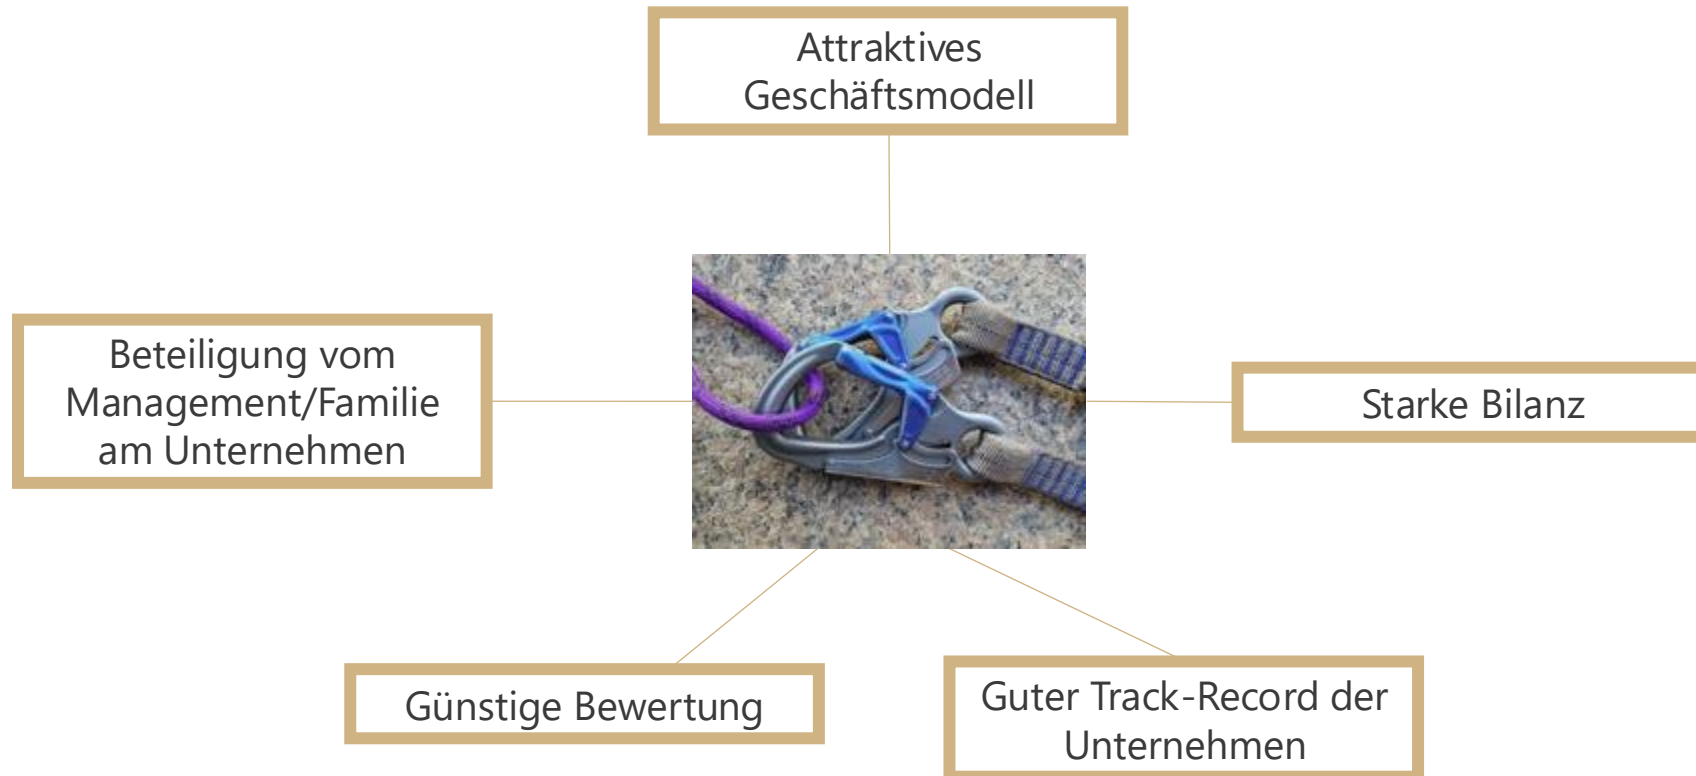 Attraktives
Geschäftsmodell
Beteiligung vom
Management/Familie
am Unternehmen
Starke Bilanz
Günstige Bewertung
Guter Track-Record der
Unternehmen